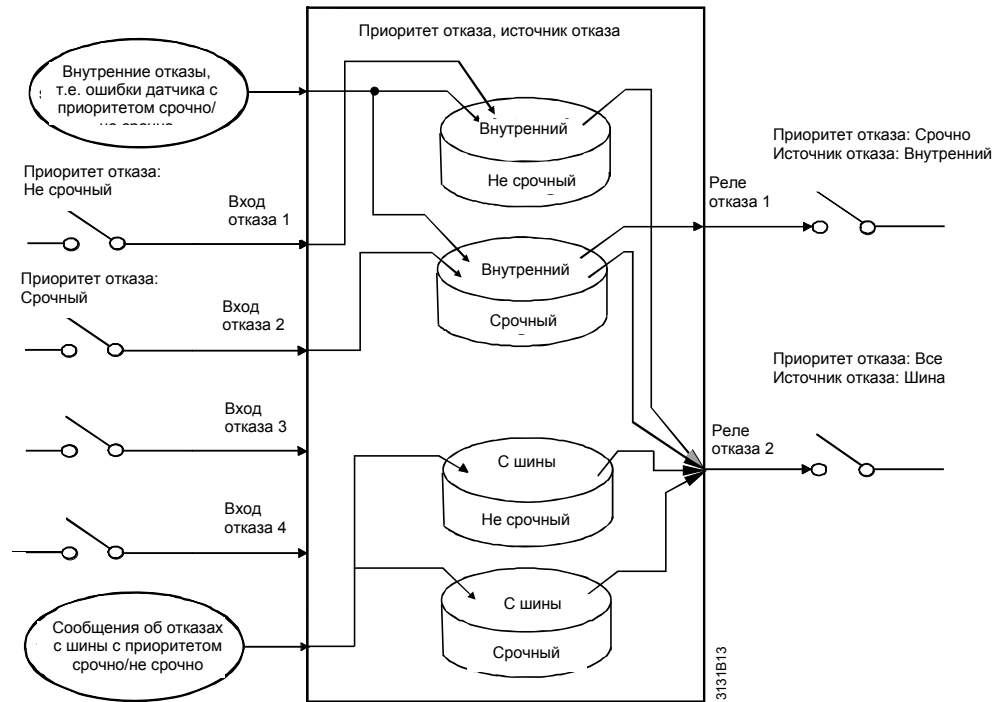 Приоритет отказа, источник отказа
Внутренние отказы,
т.е. ошибки датчика с
приоритетом срочно/
Внутренний
Не срочный
Приоритет отказа: Срочно
Источник отказа: Внутренний
Приоритет отказа:
Не срочный
Вход
отказа 1
Реле
отказа 1
Внутренний
Срочный
Приоритет отказа:
Срочный
Вход
отказа 2
Приоритет отказа: Все
Источник отказа: Шина
Вход
отказа 3
Реле
отказа 2
С шины
Не срочный
Вход
отказа 4
С шины
Срочный
Сообщения об отказах
с шины с приоритетом
срочно/не срочно
3131B13